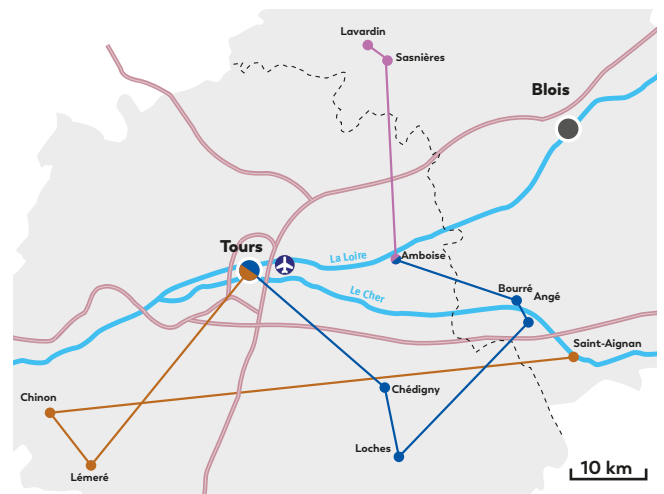 Lavardin
Sasnières
Blois
Tours
La Loire
Amboise
Le Cher
Bourré
Angé
Saint-Aignan
Chinon
Chédigny
Loches
Lémeré
10 km